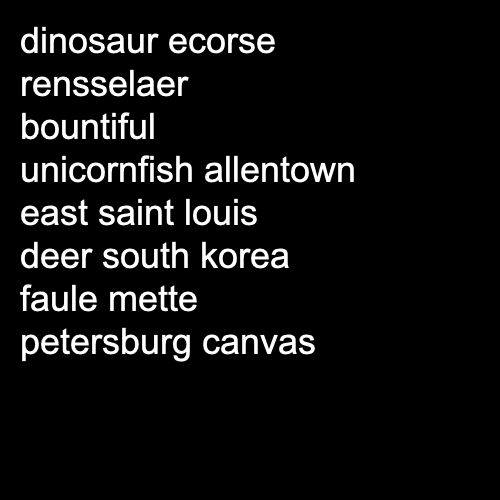 dinosaur ecorse
rensselaer
bountiful
unicornfish allentown
east saint louis
deer south korea
faule mette
petersburg canvas